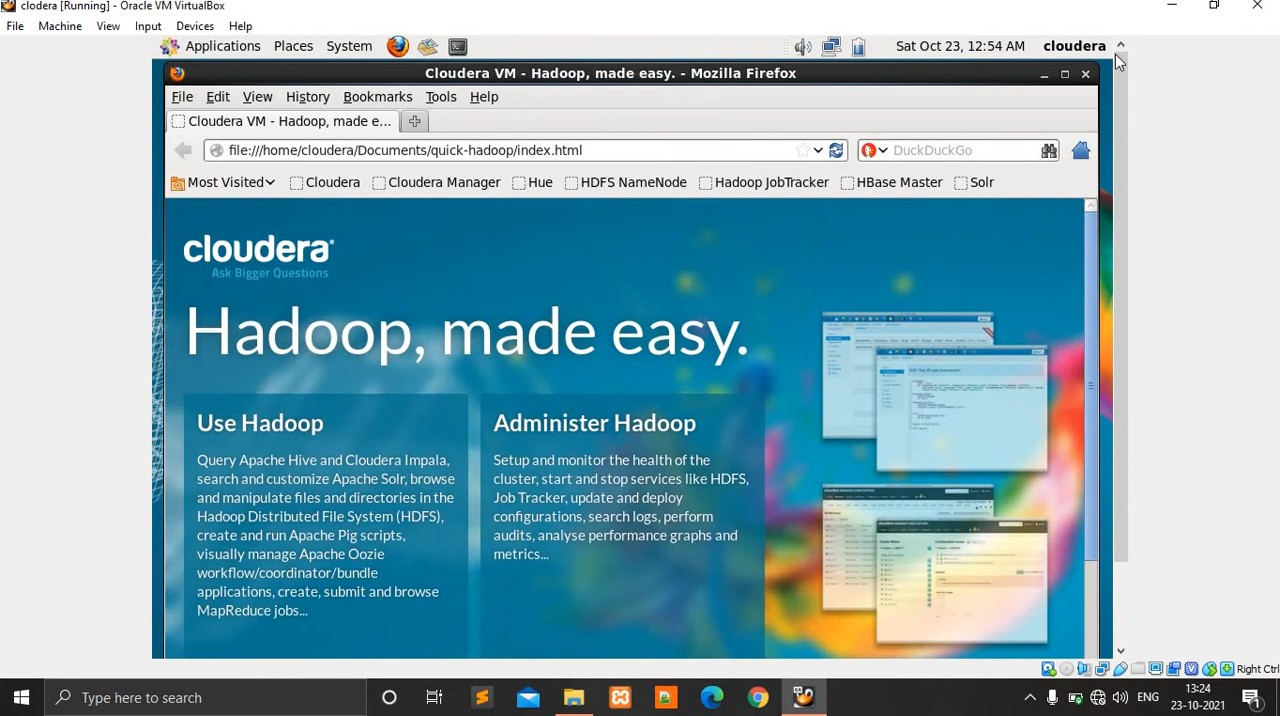 clodera [Running] - Oracle VM VirtualBox
File Machine View Input Devices Help
Applications Places System Sat Oct 23, 12:54 AM cloudera
Cloudera VM - Hadoop, made easy. - Mozilla Firefox
File Edit View History Bookmarks Tools Help
Cloudera VM - Hadoop, made e...
file:///home/cloudera/Documents/quick-hadoop/index.html DuckDuckGo
Most Visited Cloudera Cloudera Manager Hue HDFS NameNode Hadoop JobTracker HBase Master Solr
cloudera
Ask Bigger Questions
Hadoop, made easy.
Use Hadoop
Query Apache Hive and Cloudera Impala,
search and customize Apache Solr, browse
and manipulate files and directories in the
Hadoop Distributed File System (HDFS),
create and run Apache Pig scripts,
visually manage Apache Oozie
workflow/coordinator/bundle
applications, create, submit and browse
MapReduce jobs...
Administer Hadoop
Setup and monitor the health of the
cluster, start and stop services like HDFS,
Job Tracker, update and deploy
configurations, search logs, perform
audits, analyse performance graphs and
metrics...
Right Ctrl
Type here to search
ENG
13:24
23-10-2021